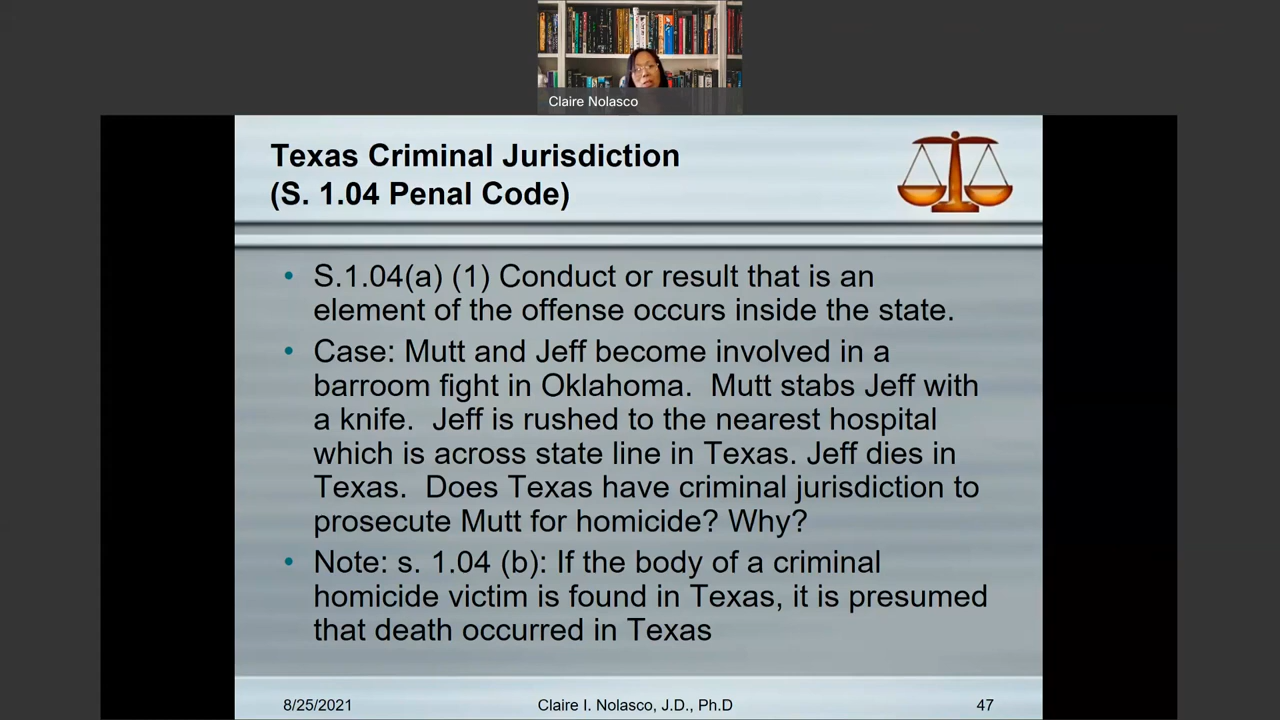 Claire Nolasco
Texas Criminal Jurisdiction
(S. 1.04 Penal Code)
• S.1.04(a) (1) Conduct or result that is an
element of the offense occurs inside the state.
• Case: Mutt and Jeff become involved in a
barroom fight in Oklahoma.  Mutt stabs Jeff with
a knife.  Jeff is rushed to the nearest hospital
which is across state line in Texas. Jeff dies in
Texas.  Does Texas have criminal jurisdiction to
prosecute Mutt for homicide? Why?
• Note: s. 1.04 (b): If the body of a criminal
homicide victim is found in Texas, it is presumed
that death occurred in Texas
8/25/2021
Claire I. Nolasco, J.D., Ph.D
47